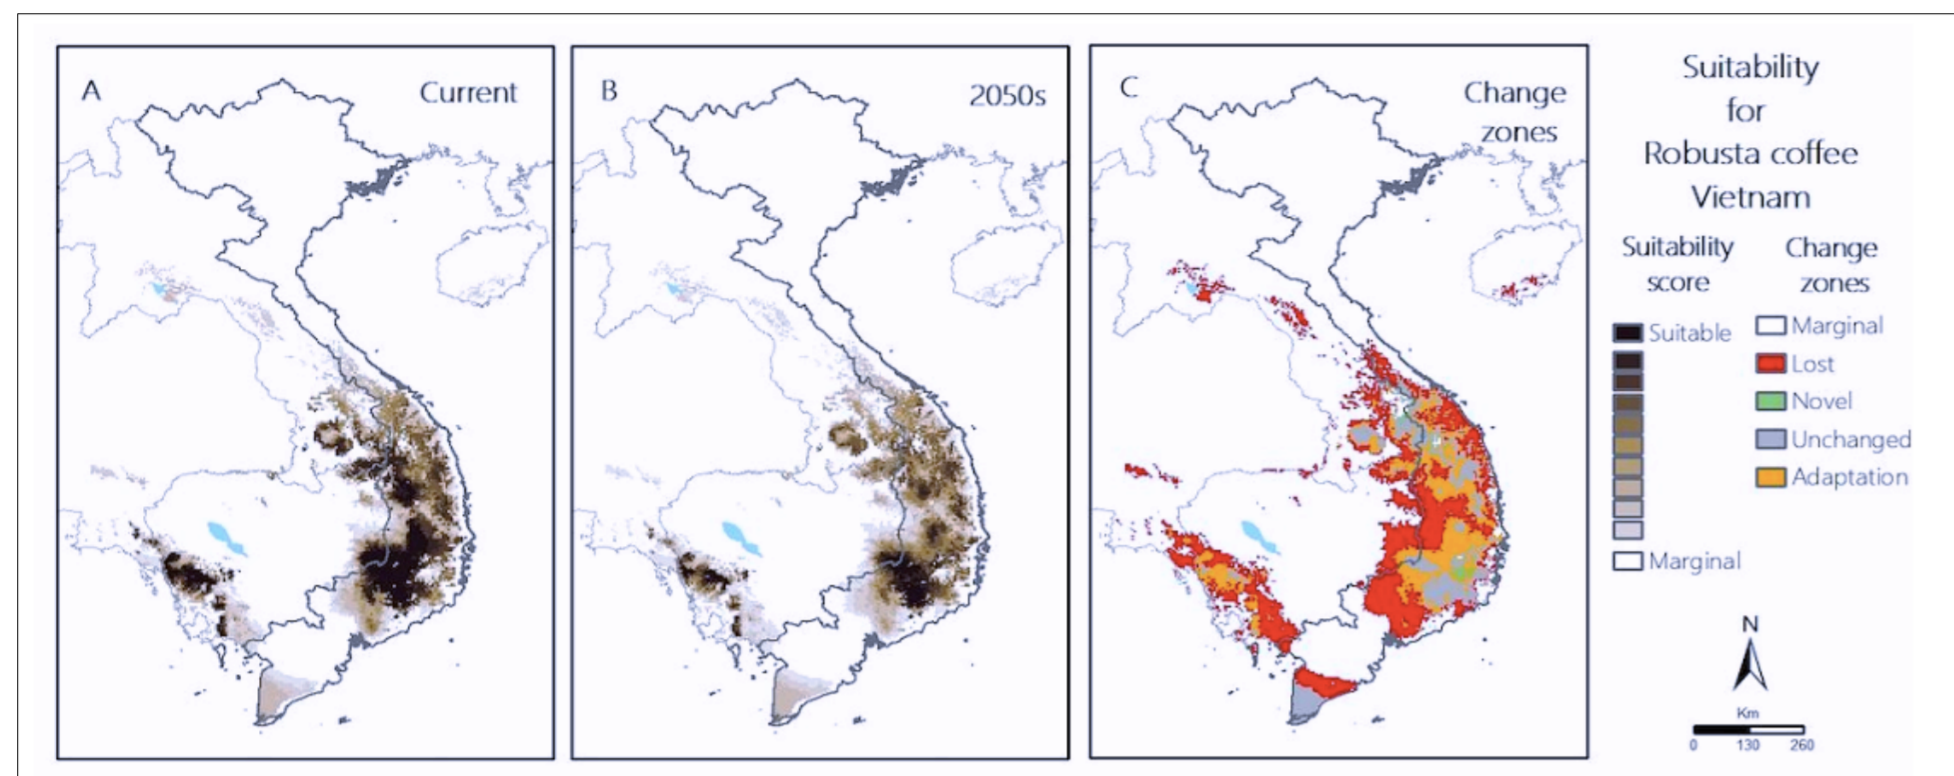 A
Current
B
2050s
C
Change
zones
Suitability
for
Robusta coffee
Vietnam
Suitability
score
Change
zones
Suitable
Marginal
Marginal
Lost
Novel
Unchanged
Adaptation
N
Km
0 130 260